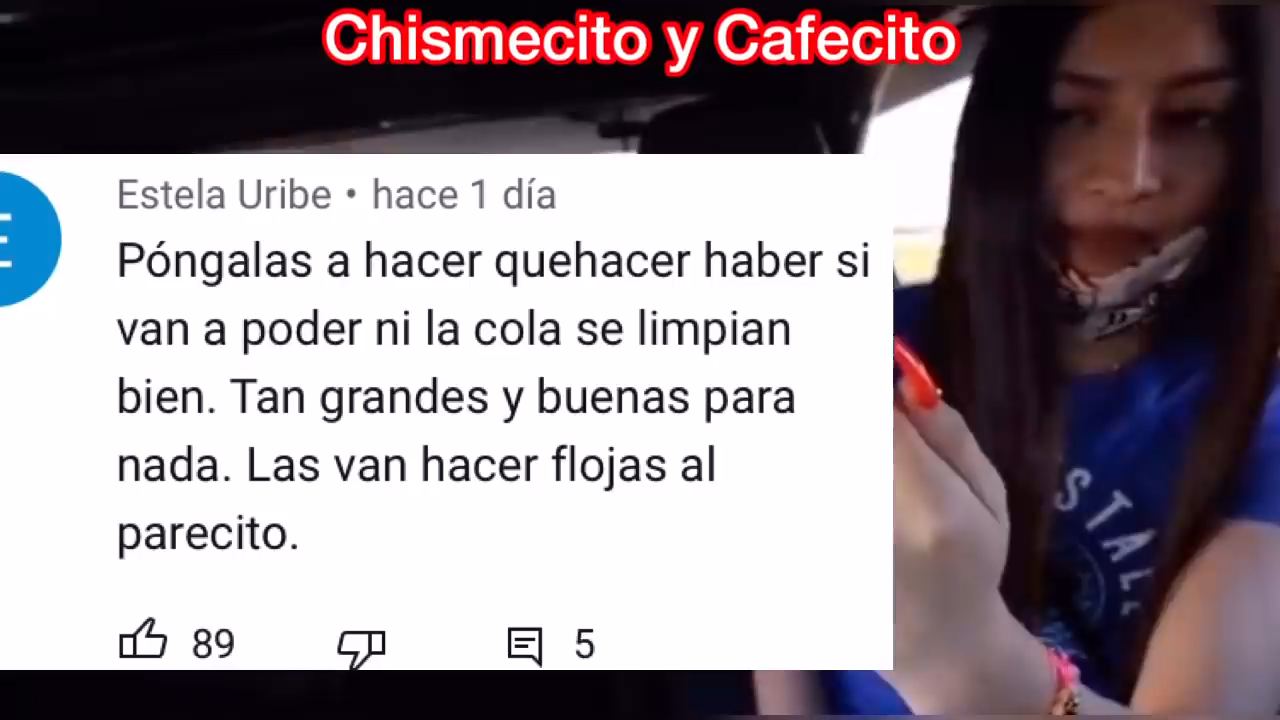 Chismecito y Cafecito
Estela Uribe • hace 1 día
Póngalas a hacer quehacer haber si
van a poder ni la cola se limpian
bien. Tan grandes y buenas para
nada. Las van hacer flojas al
parecito.
89
5
E
STALL